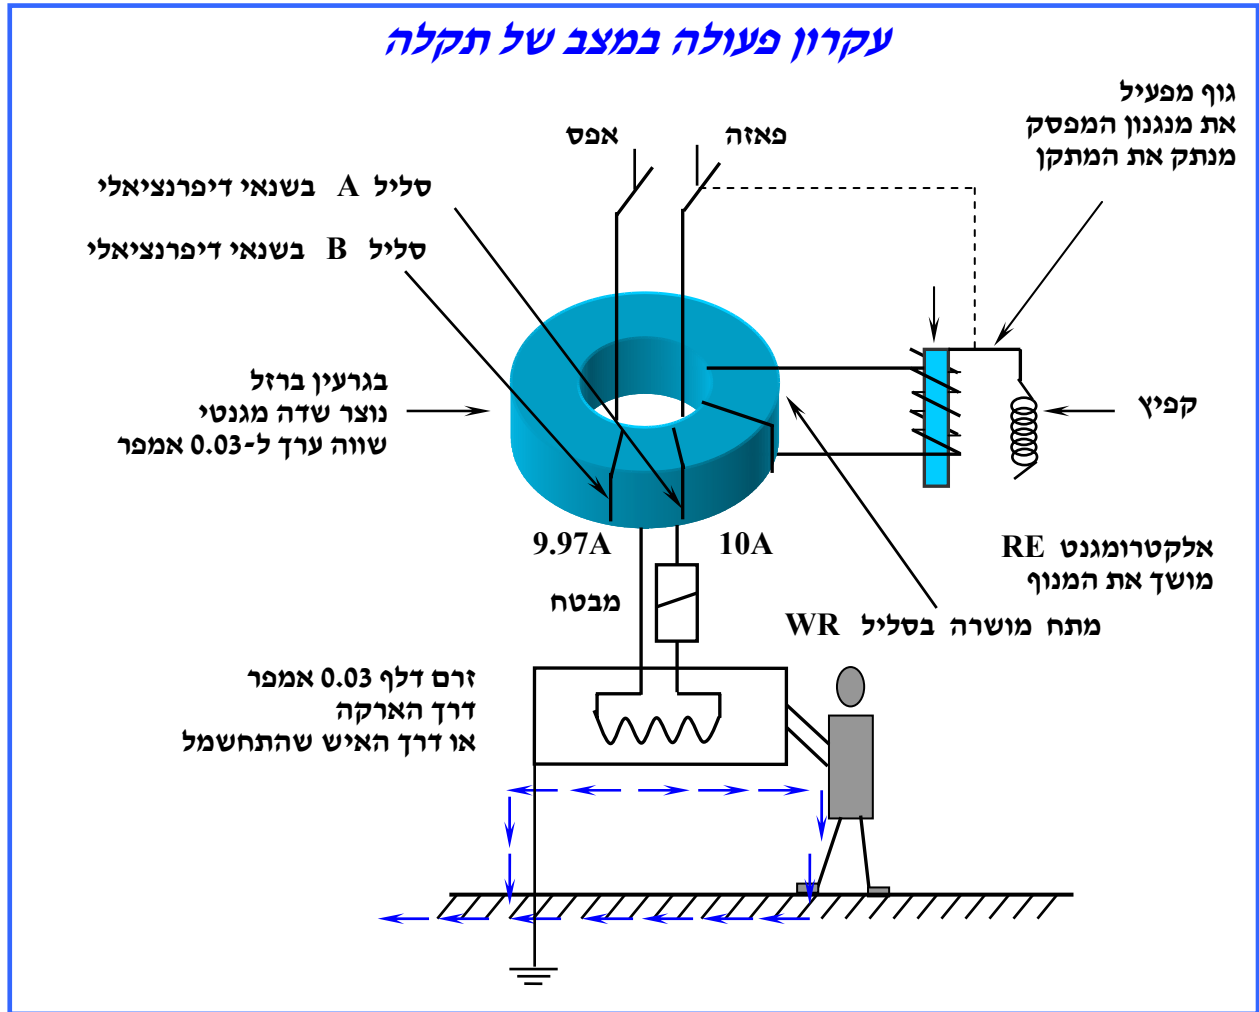 עקרון פעולה במצב של תקלה
גוף מפעיל
את מנגנון המפסק
מנתק את המתקן
פאזה
אפס
סליל A בשנאי דיפרנציאלי
סליל B בשנאי דיפרנציאלי
בגרעין ברזל
נוצר שדה מגנטי
שווה ערך ל-0.03 אמפר
קפיץ
אלקטרומגנט RE
מושך את המנוף
10A
9.97A
מבטח
מתח מושרה בסליל WR
זרם דלף 0.03 אמפר
דרך הארקה
או דרך האיש שהתחשמל